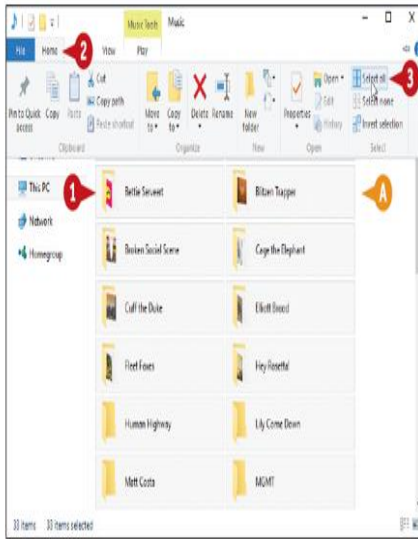 Music Tools Music
File Home View Play
2
Pin to Quick access
Copy
Paste
Cut
Copy path
Paste shortcut
Clipboard
Move to
Copy to
Delete
Rename
Organize
New folder
New
Properties
Open
Edit
History
Open
Select all
Select none
Invert selection
Select
3
This PC
Network
Homegroup
1
A
Bettie Serveert Blitzen Trapper
Broken Social Scene Cage the Elephant
Cuff the Duke Elliott Brood
Fleet Foxes Hey Rosetta!
Human Highway Lily Come Down
Matt Costa MGMT
33 items 33 items selected